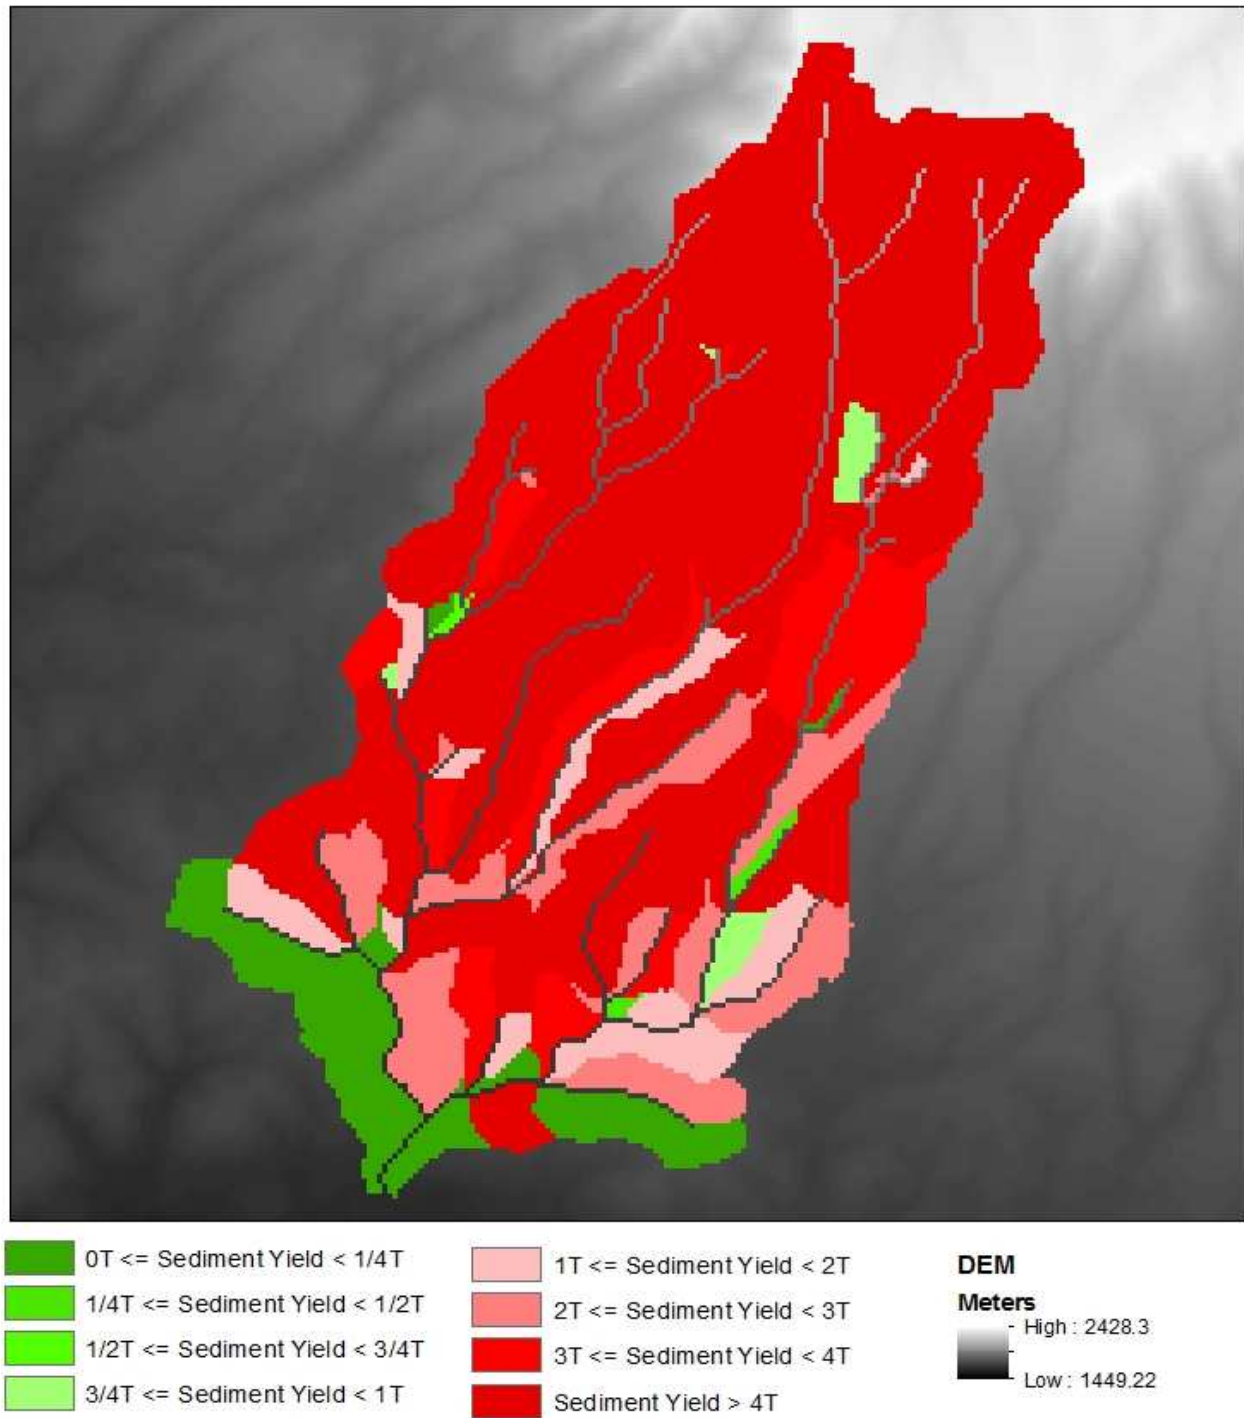 0T <= Sediment Yield < 1/4T
1/4T <= Sediment Yield < 1/2T
1/2T <= Sediment Yield < 3/4T
3/4T <= Sediment Yield < 1T
1T <= Sediment Yield < 2T
2T <= Sediment Yield < 3T
3T <= Sediment Yield < 4T
Sediment Yield > 4T
DEM
Meters
High : 2428.3
Low : 1449.22